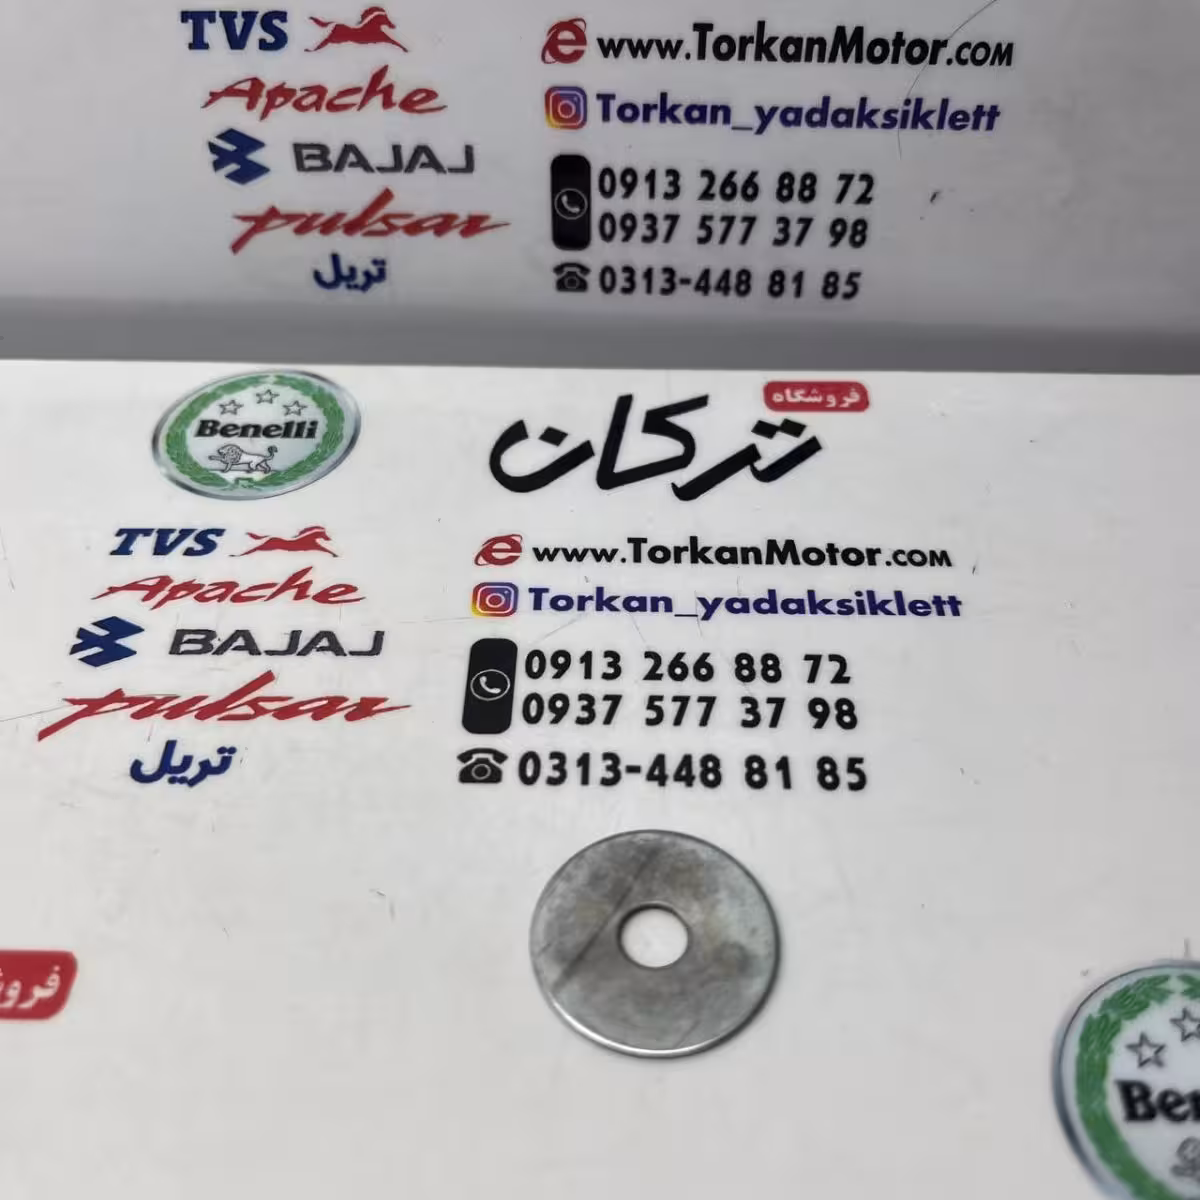 TVS
Apache
BAJAJ
pulsar
تریل
www.TorkanMotor.com
Torkan_yadaksiklett
0913 266 88 72
0937 577 37 98
0313-448 81 85
Benelli
فروشگاه
ترکان
TVS
Apache
BAJAJ
pulsar
تریل
www.TorkanMotor.com
Torkan_yadaksiklett
0913 266 88 72
0937 577 37 98
0313-448 81 85